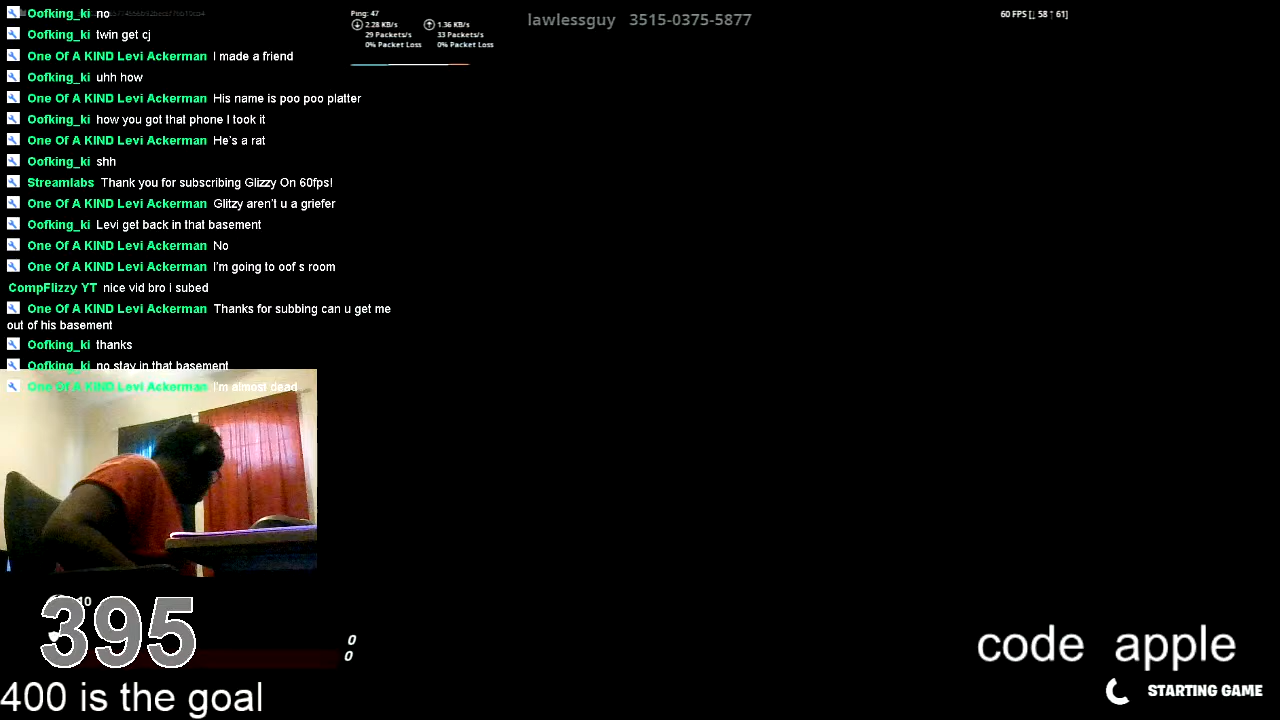 Oofking_ki no
Oofking_ki twin get cj
One Of A KIND Levi Ackerman I made a friend
Oofking_ki uhh how
One Of A KIND Levi Ackerman His name is poo poo platter
Oofking_ki how you got that phone I took it
One Of A KIND Levi Ackerman He's a rat
Oofking_ki shh
Streamlabs Thank you for subscribing Glizzy On 60fps!
One Of A KIND Levi Ackerman Glitzy aren't u a griefer
Oofking_ki Levi get back in that basement
One Of A KIND Levi Ackerman No
One Of A KIND Levi Ackerman I'm going to oof s room
CompFlizzy YT nice vid bro i subed
One Of A KIND Levi Ackerman Thanks for subbing can u get me
out of his basement
Oofking_ki thanks
Oofking_ki no stay in that basement
One Of A KIND Levi Ackerman I'm almost dead
Ping: 47
2.28 KB/s 1.36 KB/s
29 Packets/s 33 Packets/s
0% Packet Loss 0% Packet Loss
lawlessguy 3515-0375-5877
60 FPS [↓ 58 ↑ 61]
10
395
0
0
400 is the goal
code apple
STARTING GAME